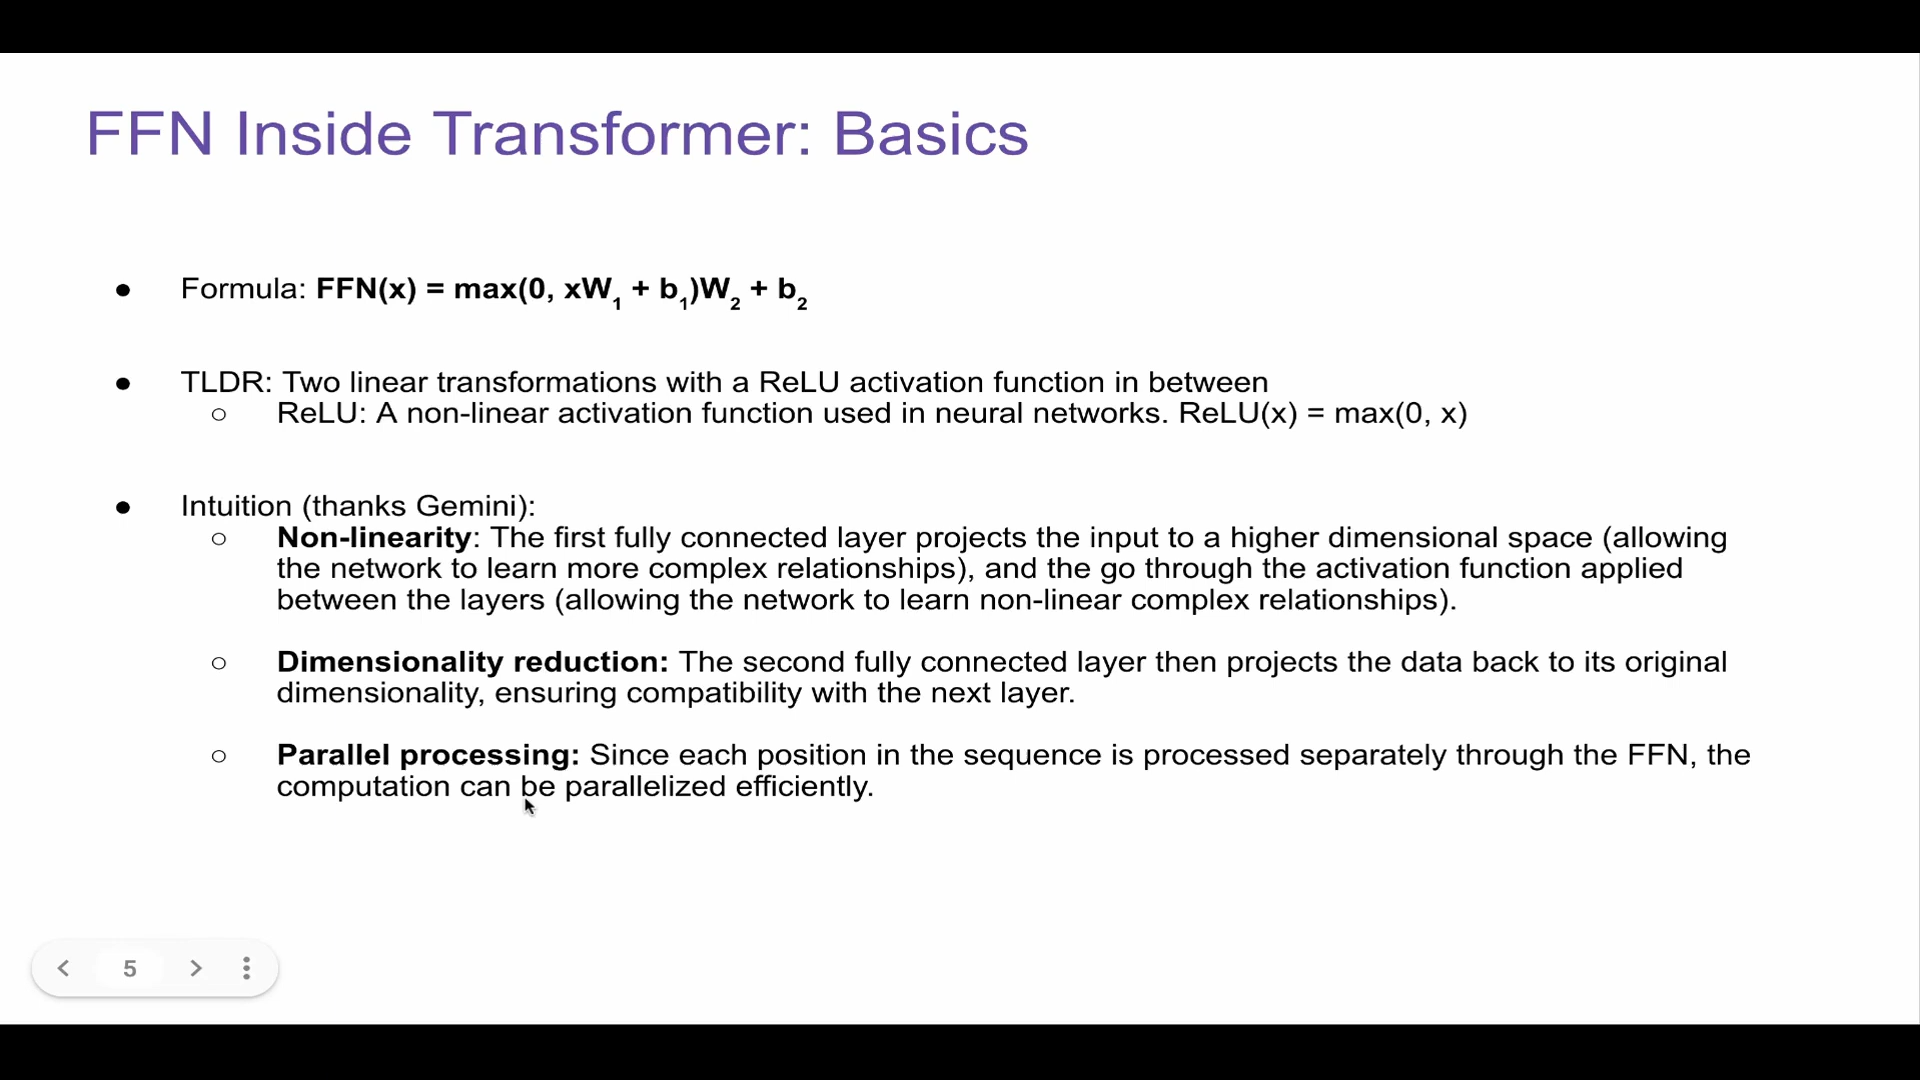 FFN Inside Transformer: Basics
● Formula: FFN(x) = max(0, xW₁ + b₁)W₂ + b₂
● TLDR: Two linear transformations with a ReLU activation function in between
○ ReLU: A non-linear activation function used in neural networks. ReLU(x) = max(0, x)
● Intuition (thanks Gemini):
○ Non-linearity: The first fully connected layer projects the input to a higher dimensional space (allowing
the network to learn more complex relationships), and the go through the activation function applied
between the layers (allowing the network to learn non-linear complex relationships).
○ Dimensionality reduction: The second fully connected layer then projects the data back to its original
dimensionality, ensuring compatibility with the next layer.
○ Parallel processing: Since each position in the sequence is processed separately through the FFN, the
computation can be parallelized efficiently.
5